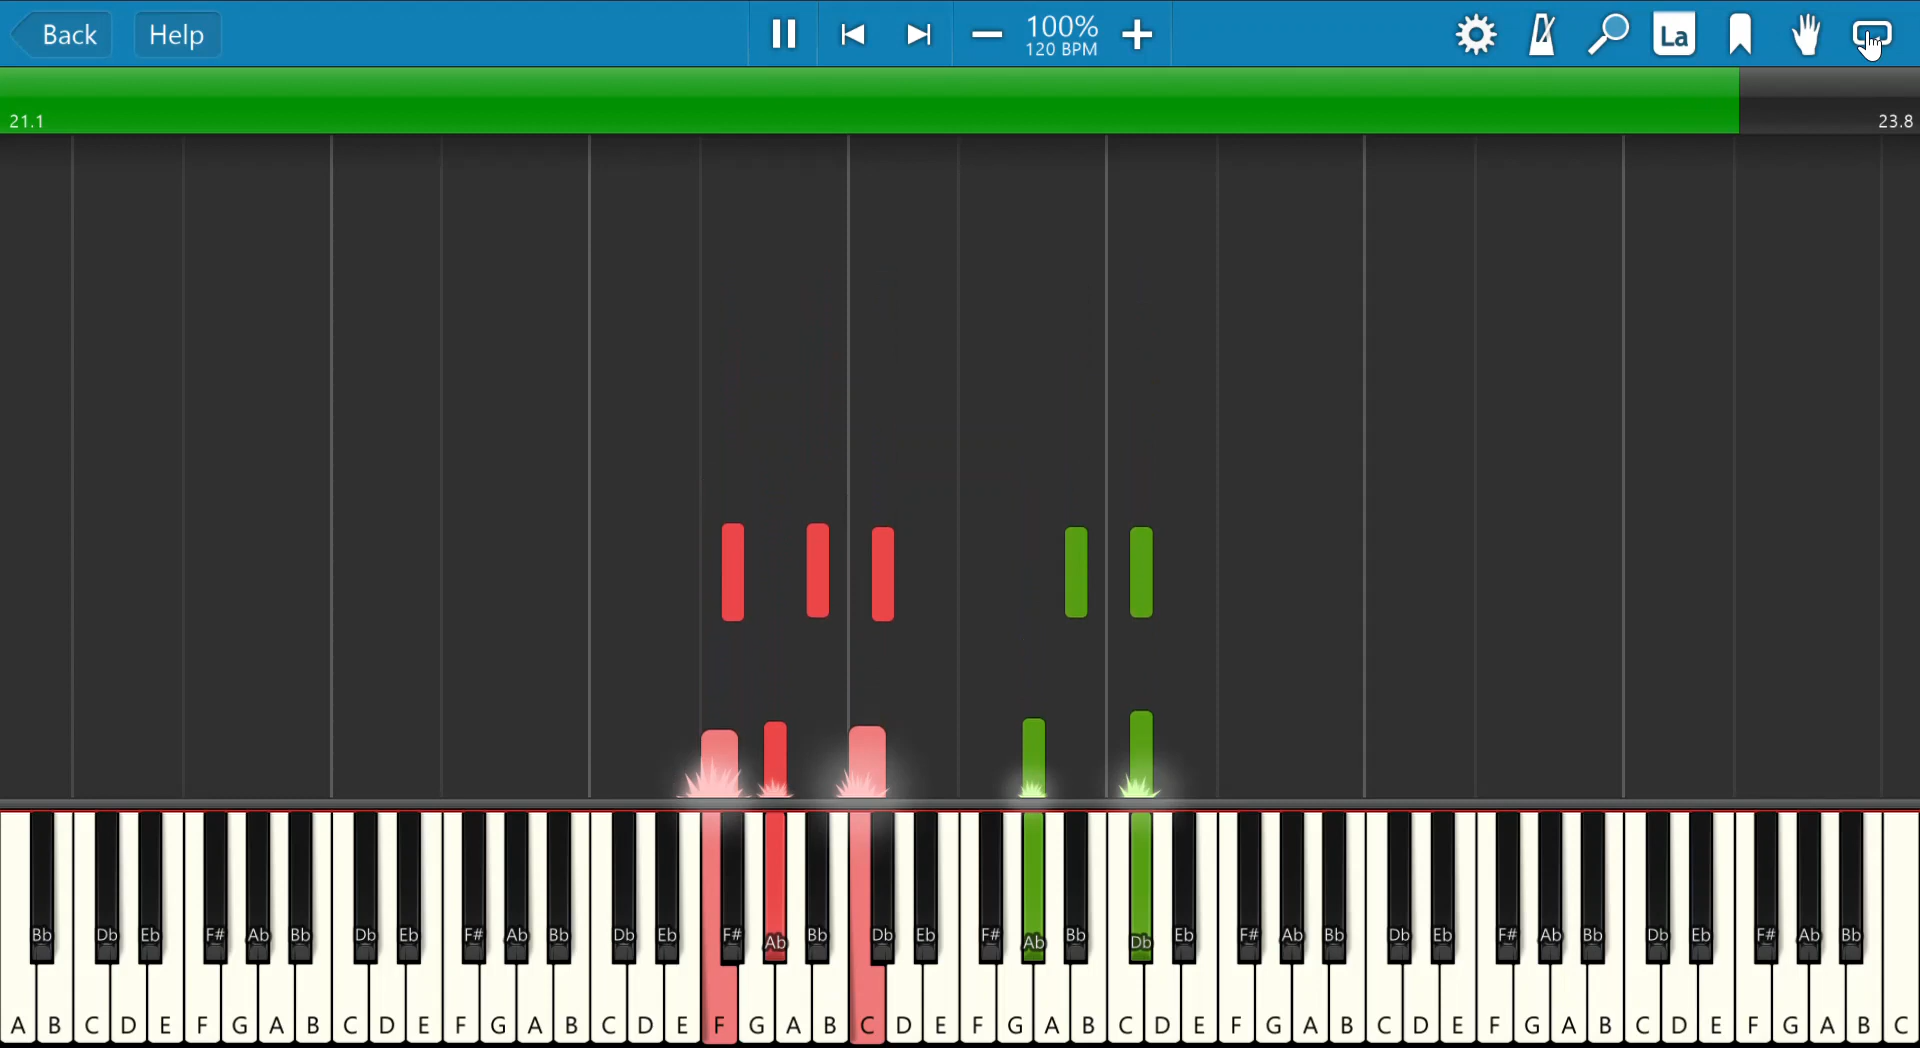 Back Help 100% La
120 BPM
21.1 23.8
Bb Db Eb F# Ab Bb Db Eb F# Ab Bb Db Eb F# Ab Bb Db Eb F# Ab Bb Db Eb F# Ab Bb Db Eb F# Ab Bb Db Eb F# Ab Bb
A B C D E F G A B C D E F G A B C D E F G A B C D E F G A B C D E F G A B C D E F G A B C D E F G A B C